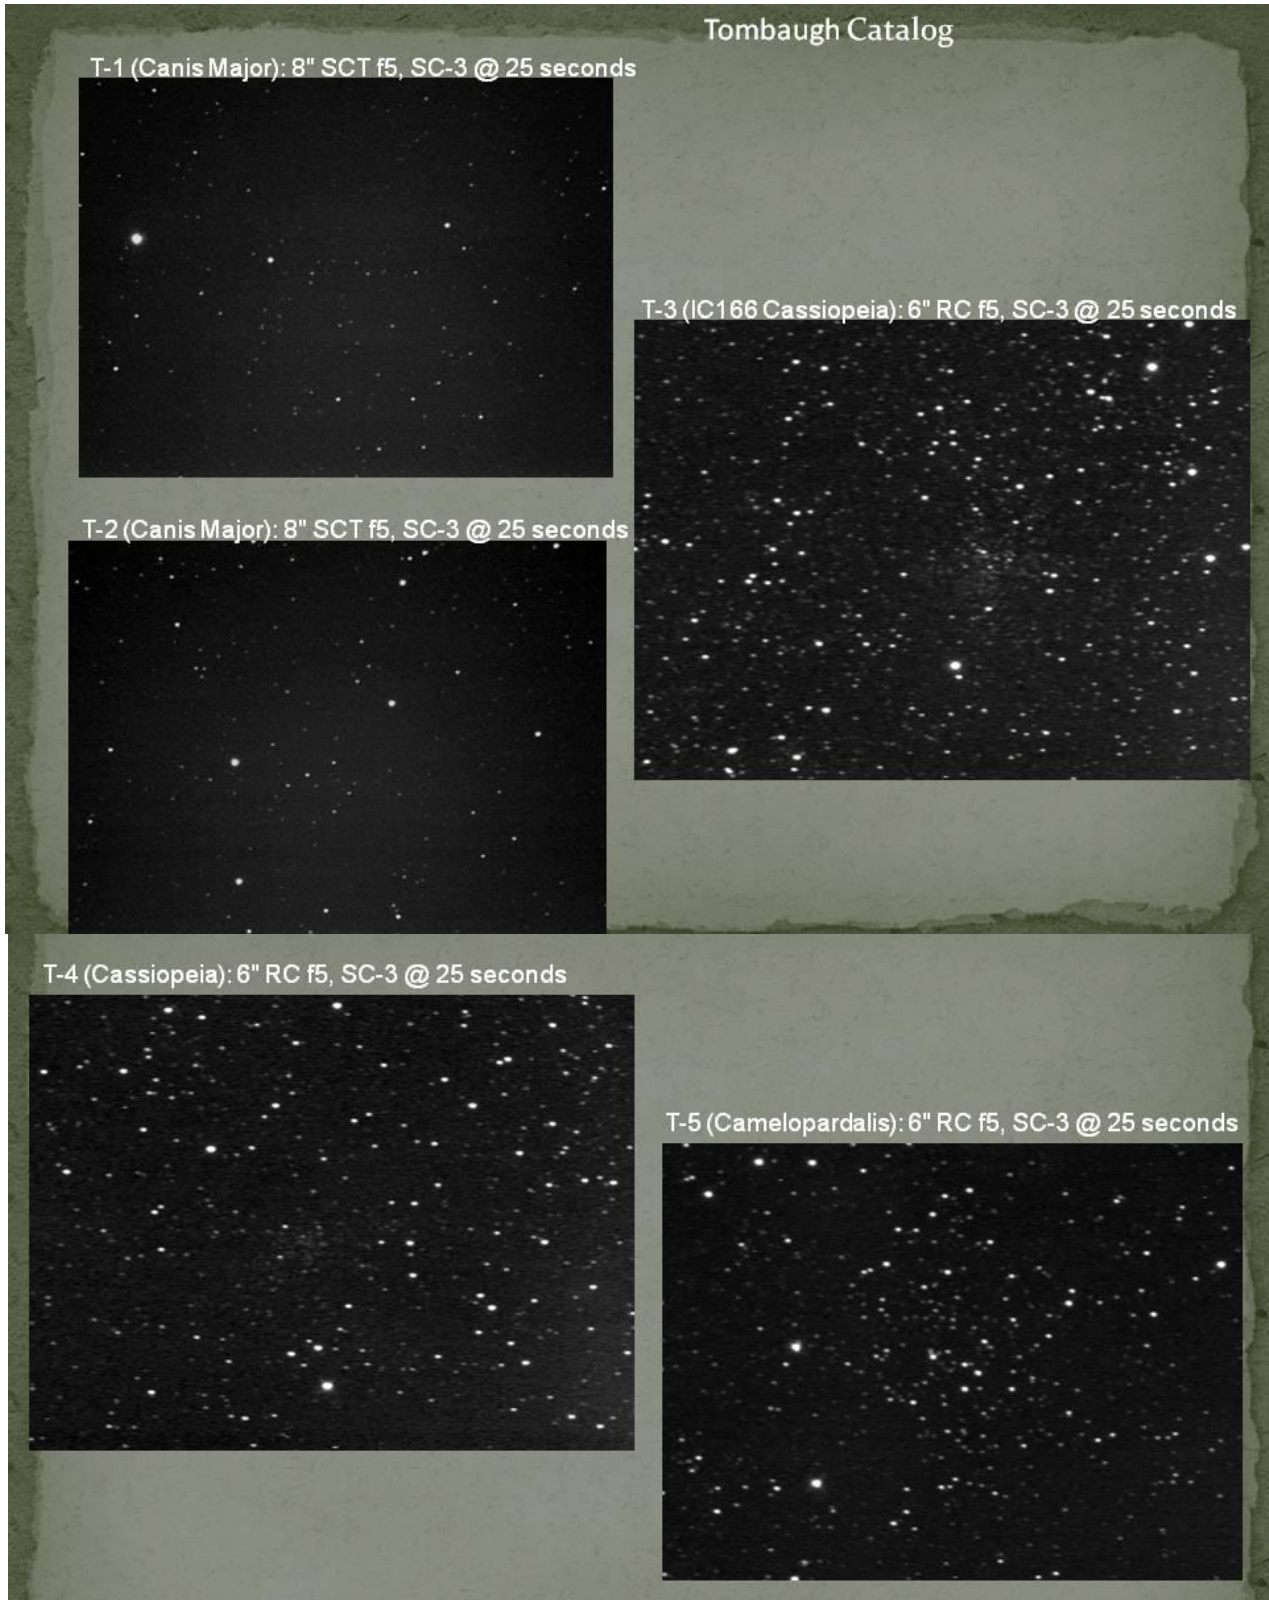 Tombaugh Catalog
T-1 (Canis Major): 8" SCT f5, SC-3 @ 25 seconds
T-3 (IC166 Cassiopeia): 6" RC f5, SC-3 @ 25 seconds
T-2 (Canis Major): 8" SCT f5, SC-3 @ 25 seconds
T-4 (Cassiopeia): 6" RC f5, SC-3 @ 25 seconds
T-5 (Camelopardalis): 6" RC f5, SC-3 @ 25 seconds